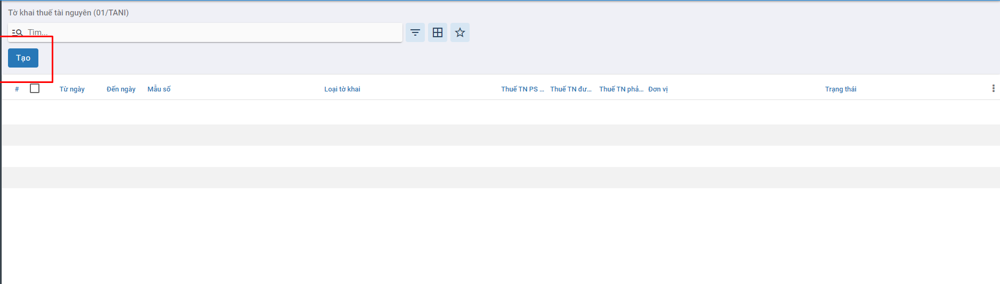 Tờ khai thuế tài nguyên (01/TANI)
Tìm...
Tạo
# Từ ngày Đến ngày Mẫu số Loại tờ khai Thuế TN PS ... Thuế TN đư... Thuế TN phả... Đơn vị Trạng thái